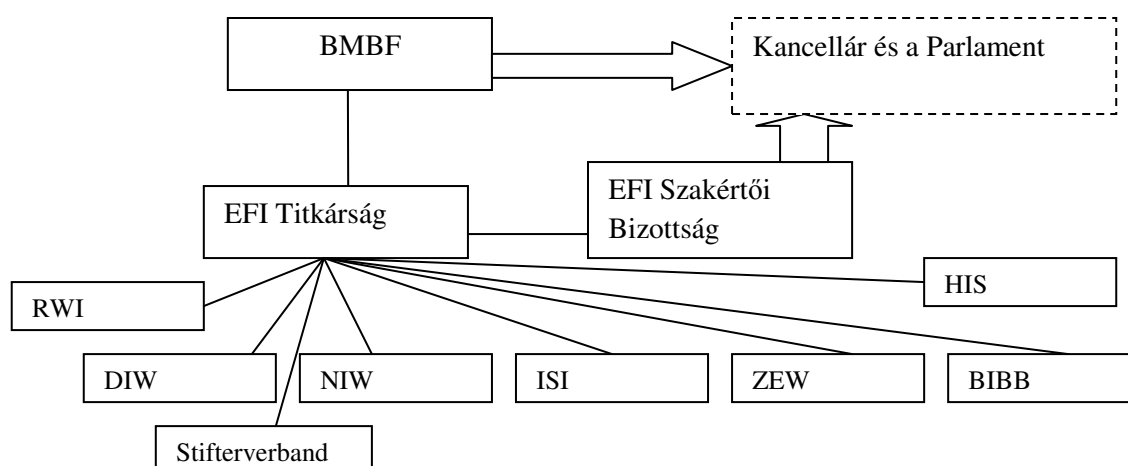 BMBF
Kancellár és a Parlament
EFI Titkárság
EFI Szakértői
Bizottság
HIS
RWI
DIW
NIW
ISI
ZEW
BIBB
Stifterverband